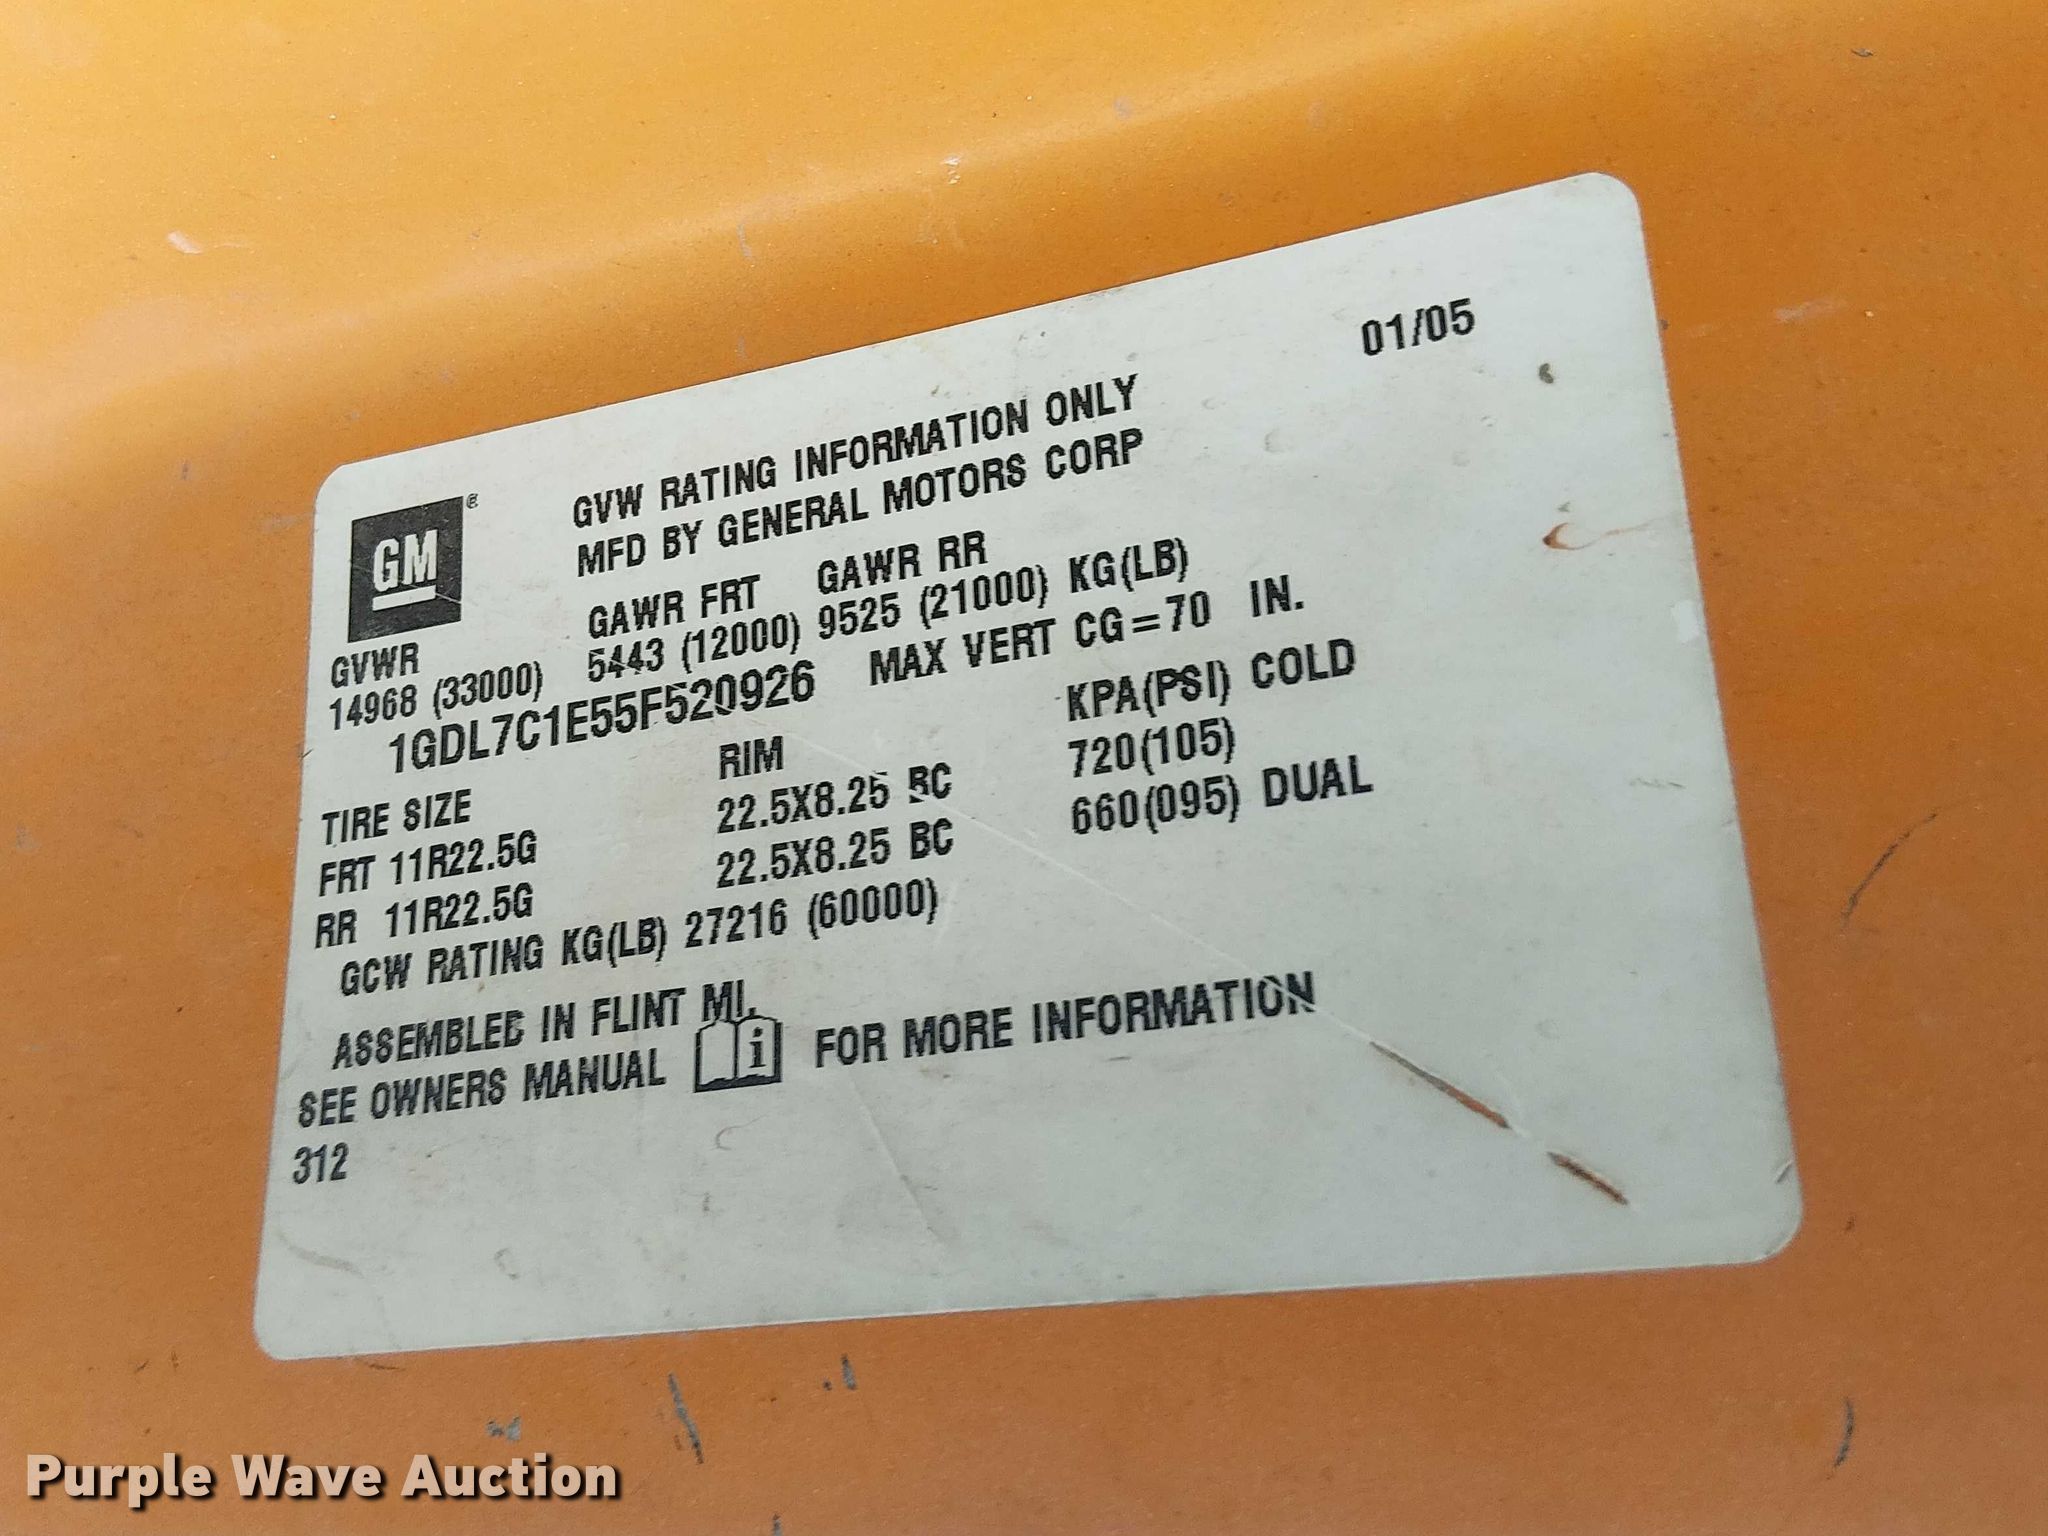 01/05
GM®
GVW RATING INFORMATION ONLY
MFD BY GENERAL MOTORS CORP
GVWR GAWR FRT GAWR RR
14968 (33000) 5443 (12000) 9525 (21000) KG(LB)
1GDL7C1E55F520926 MAX VERT CG=70 IN.
TIRE SIZE RIM KPA(PSI) COLD
FRT 11R22.5G 22.5X8.25 BC 720(105)
RR 11R22.5G 22.5X8.25 BC 660(095) DUAL
GCW RATING KG(LB) 27216 (60000)
ASSEMBLED IN FLINT MI.
SEE OWNERS MANUAL i FOR MORE INFORMATION
312
Purple Wave Auction